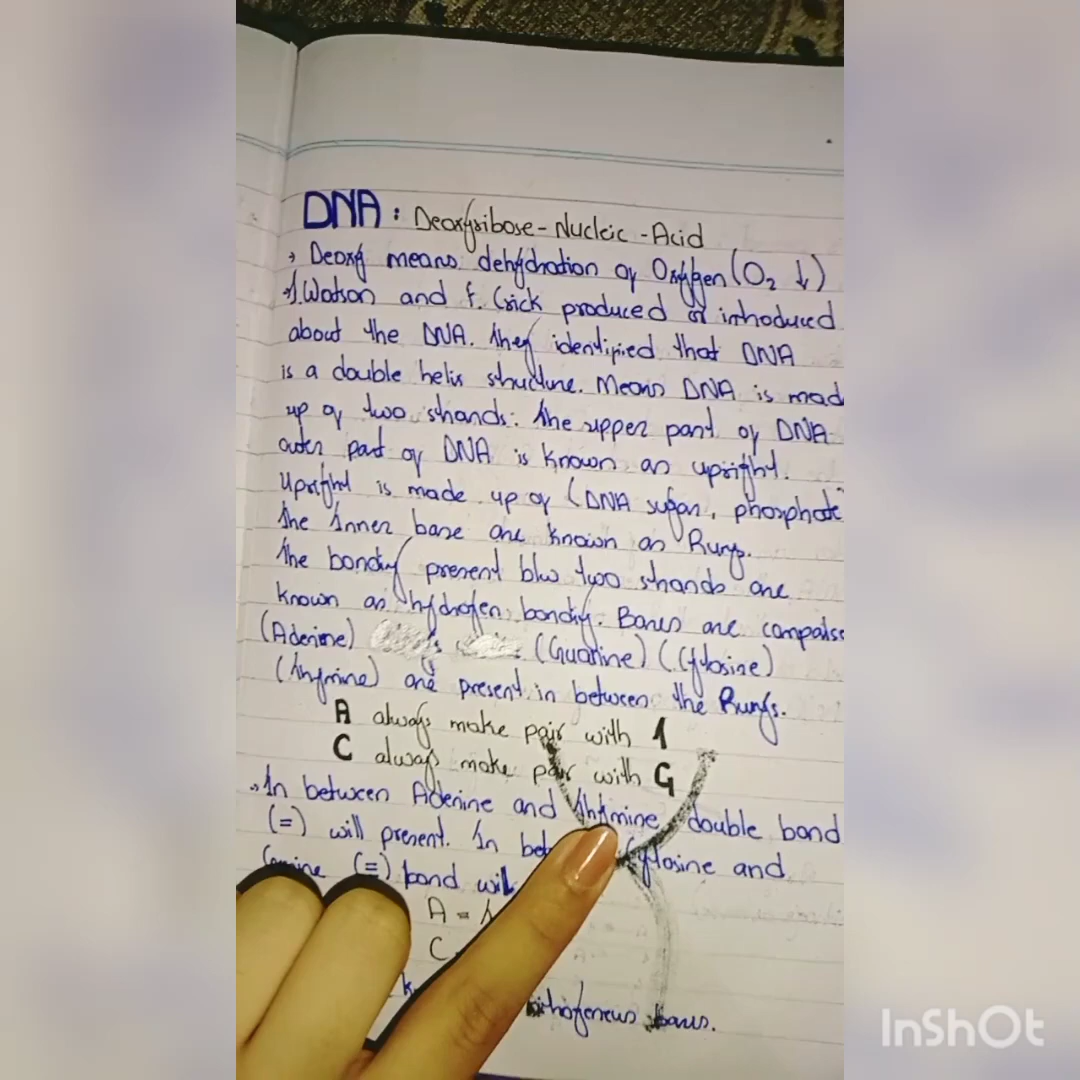 DNA: Deoxyribose-Nucleic-Acid
→ Deoxy means dehydration of Oxygen (O2 ↓)
→ J. Watson and F. Crick produced or introduced
about the DNA. They identified that DNA
is a double helix structure. Means DNA is mad
up of two stands. The upper part of DNA
outer part of DNA is known as upright.
Upright is made up of (DNA sugar, phosphate
The Inner base are known as Rungs.
The bonding present b/w two strands are
known as hydrogen bonding. Bases are compaise
(Adenine) (Guanine) (Cytosine)
(Thymine) are present in between the Rungs.
A always make pair with T
C always make pair with G
→ In between Adenine and Thymine double bond
(=) will present. In Cytosine and
bond
A = T
C
bases.
InShOt